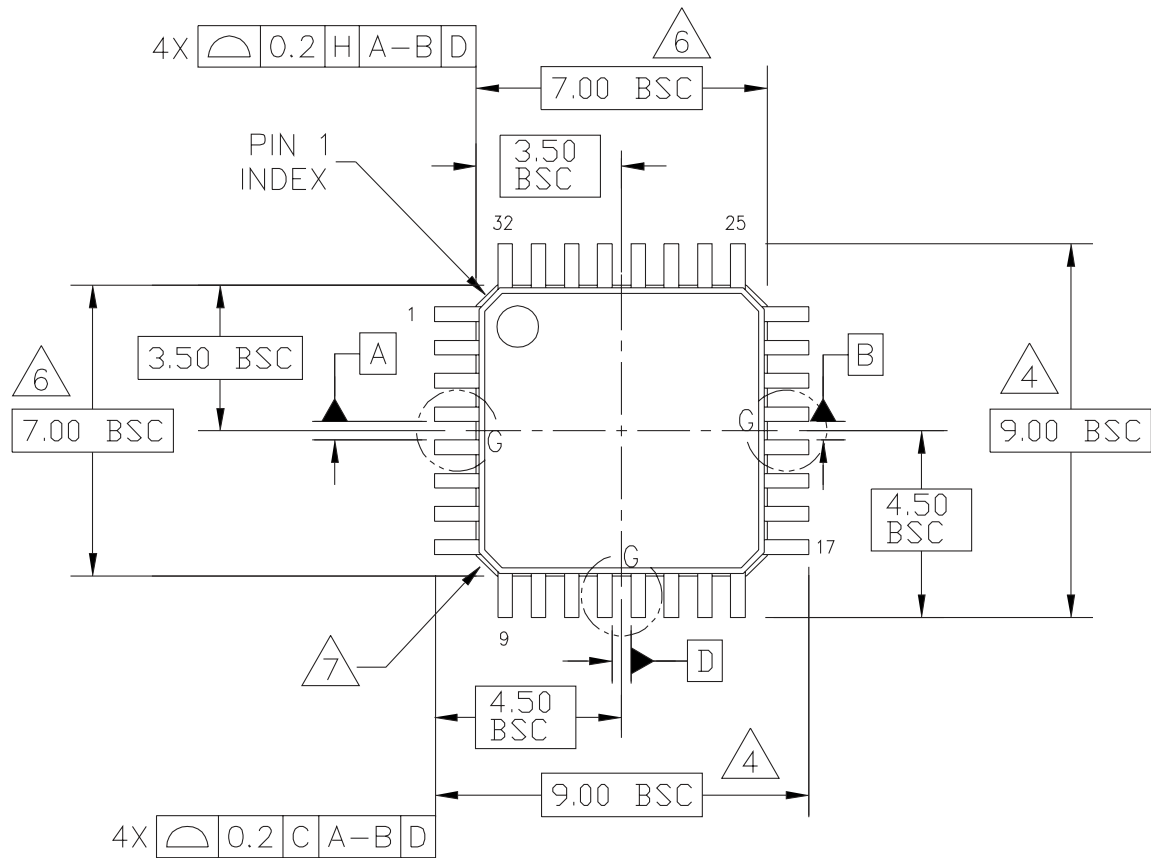 4X ⌓ 0.2 H A-B D
6
7.00 BSC
3.50
BSC
PIN 1
INDEX
32
25
1
3.50 BSC
A
B
6
7.00 BSC
4
9.00 BSC
G
G
4.50
BSC
17
G
9
7
D
4.50
BSC
4
9.00 BSC
4X ⌓ 0.2 C A-B D